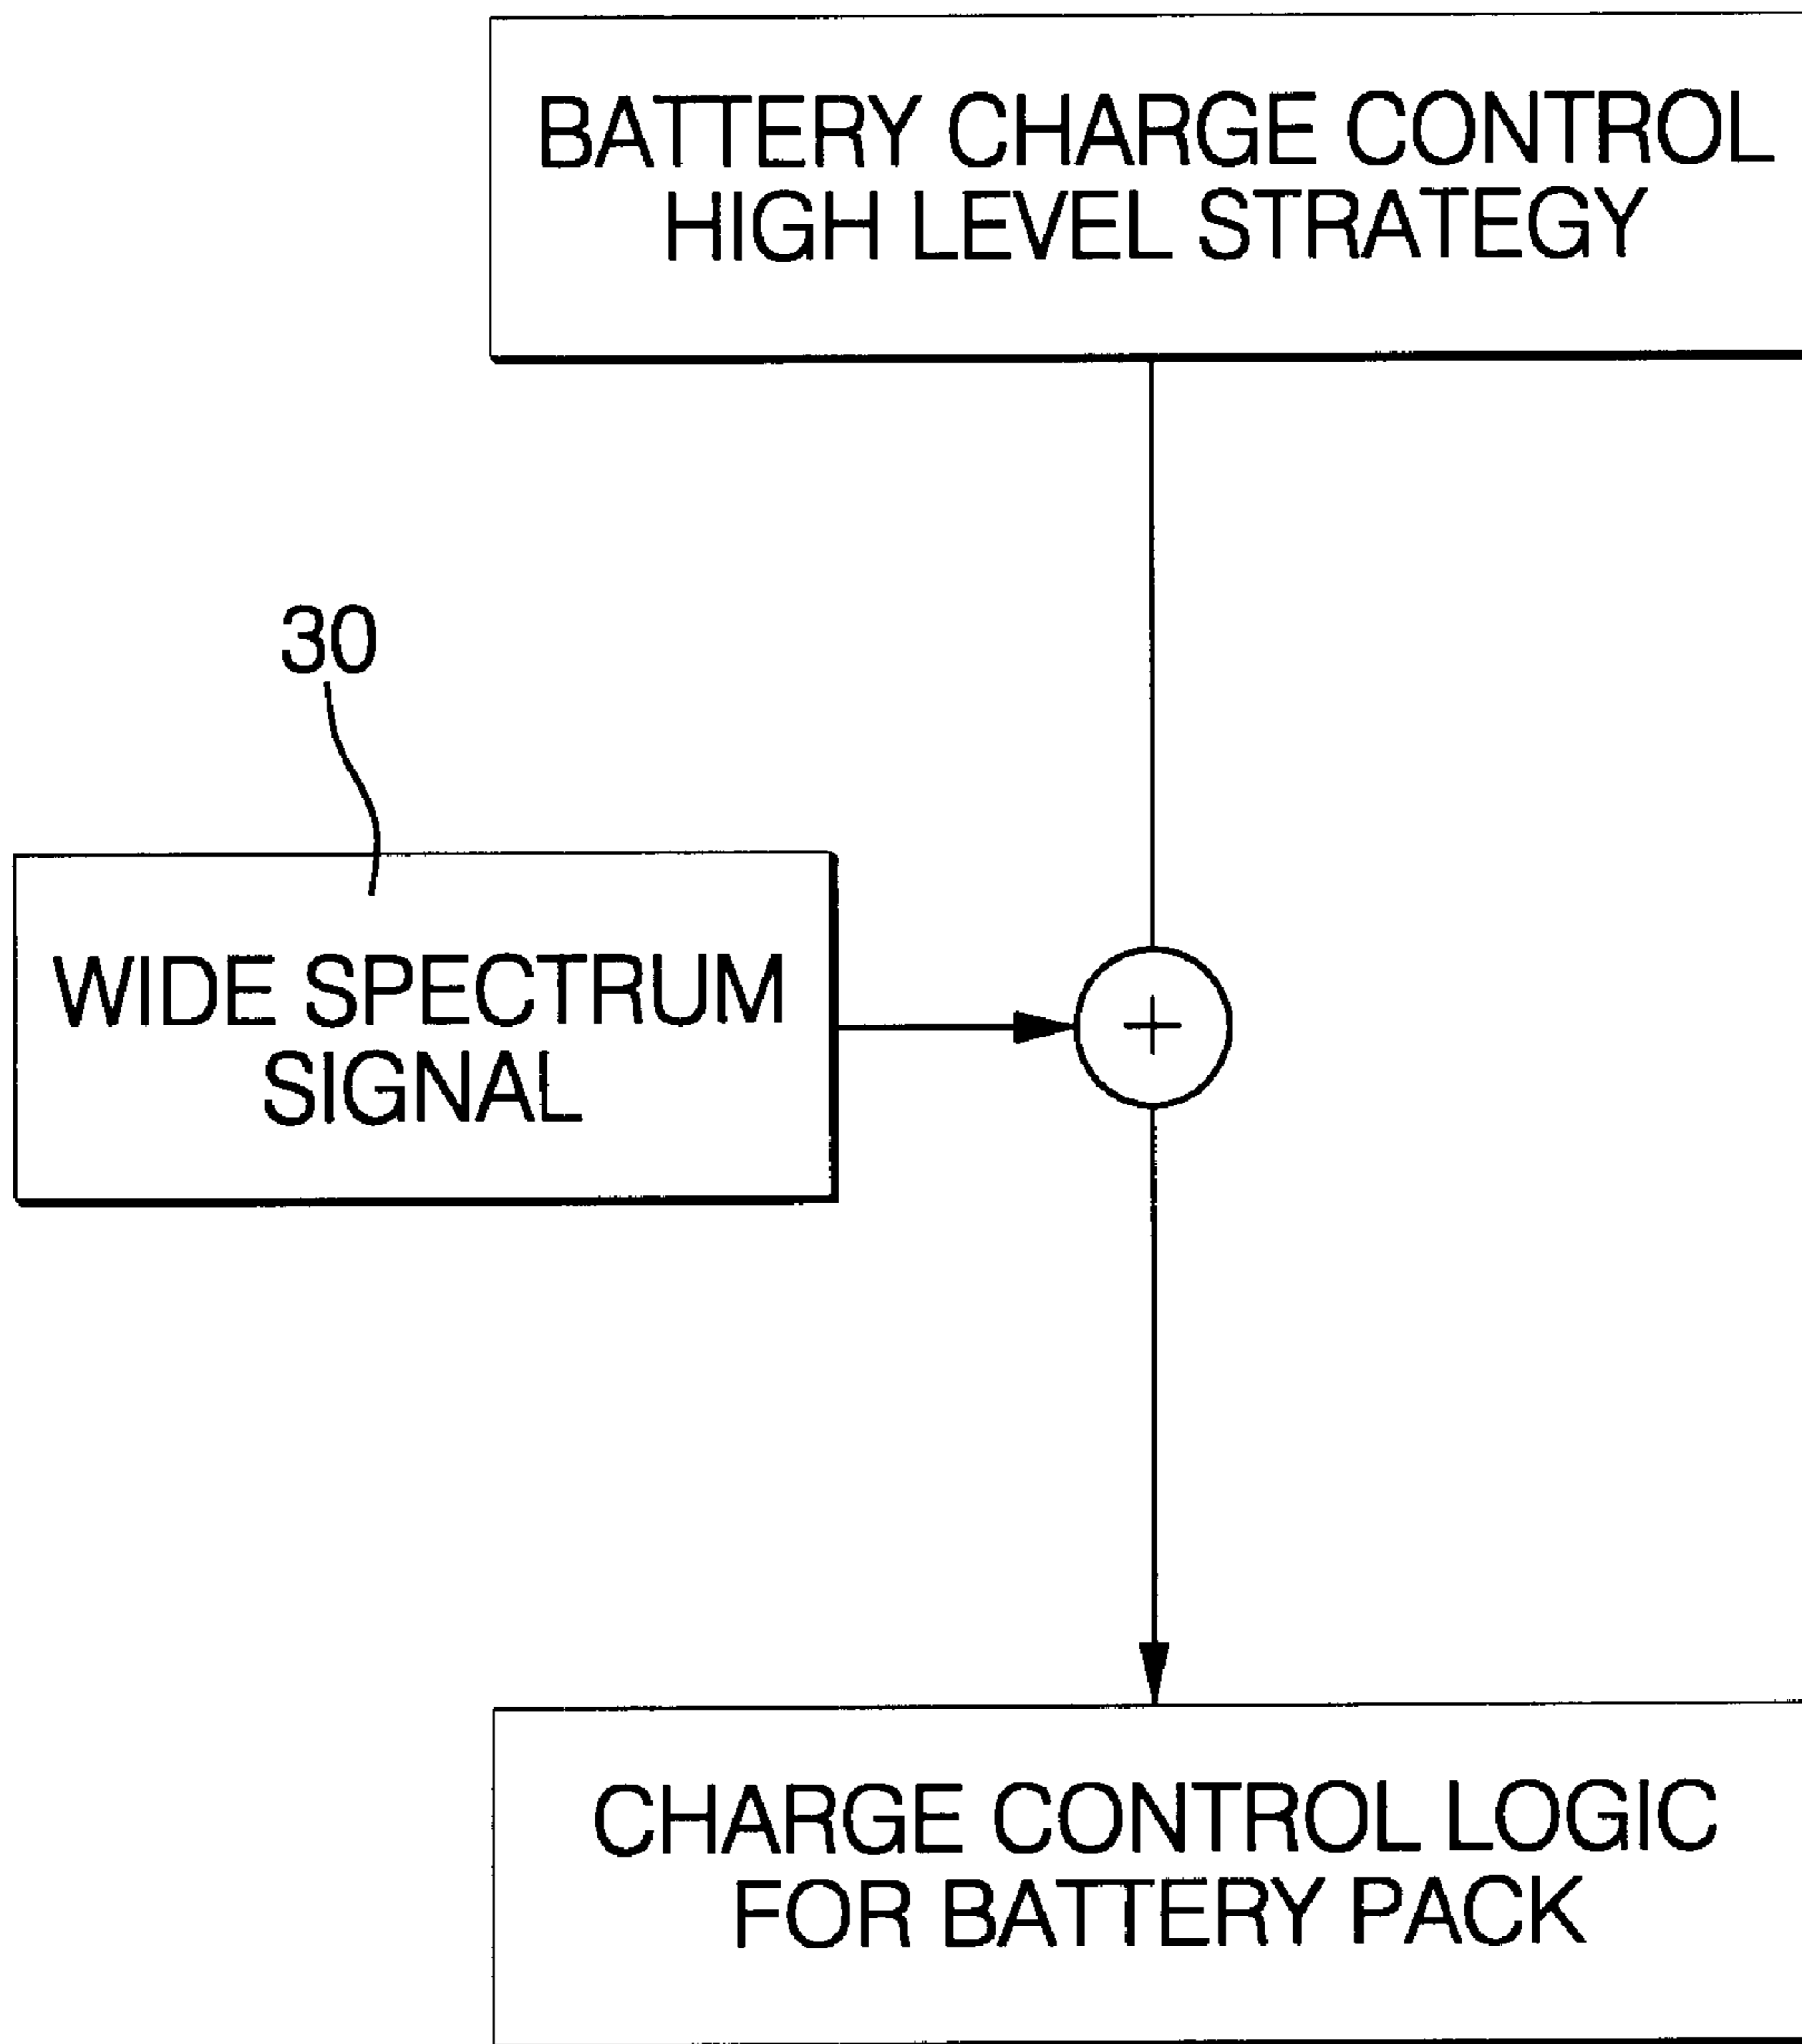 BATTERY CHARGE CONTROL
HIGH LEVEL STRATEGY
30
WIDE SPECTRUM
SIGNAL
+
CHARGE CONTROL LOGIC
FOR BATTERY PACK